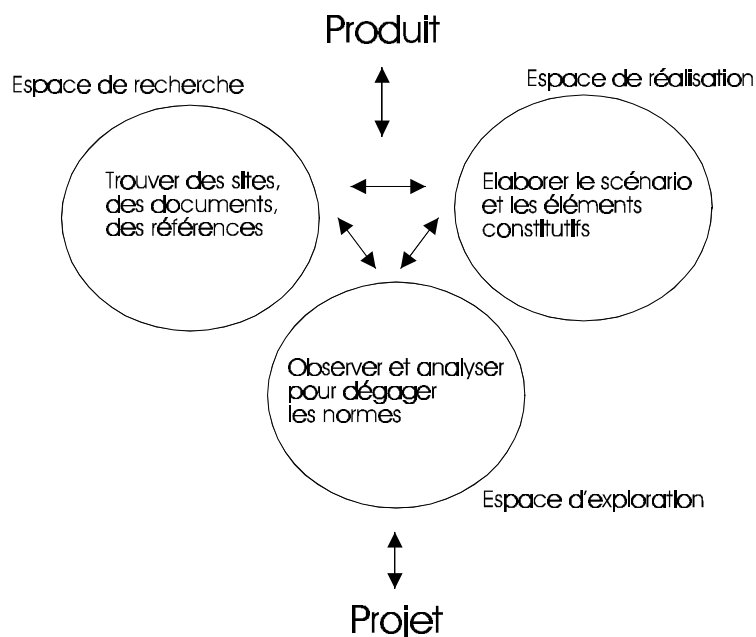 Produit
Espace de recherche
Espace de réalisation
Trouver des sites,
des documents,
des références
Elaborer le scénario
et les éléments
constitutifs
Observer et analyser
pour dégager
les normes
Espace d'exploration
Projet